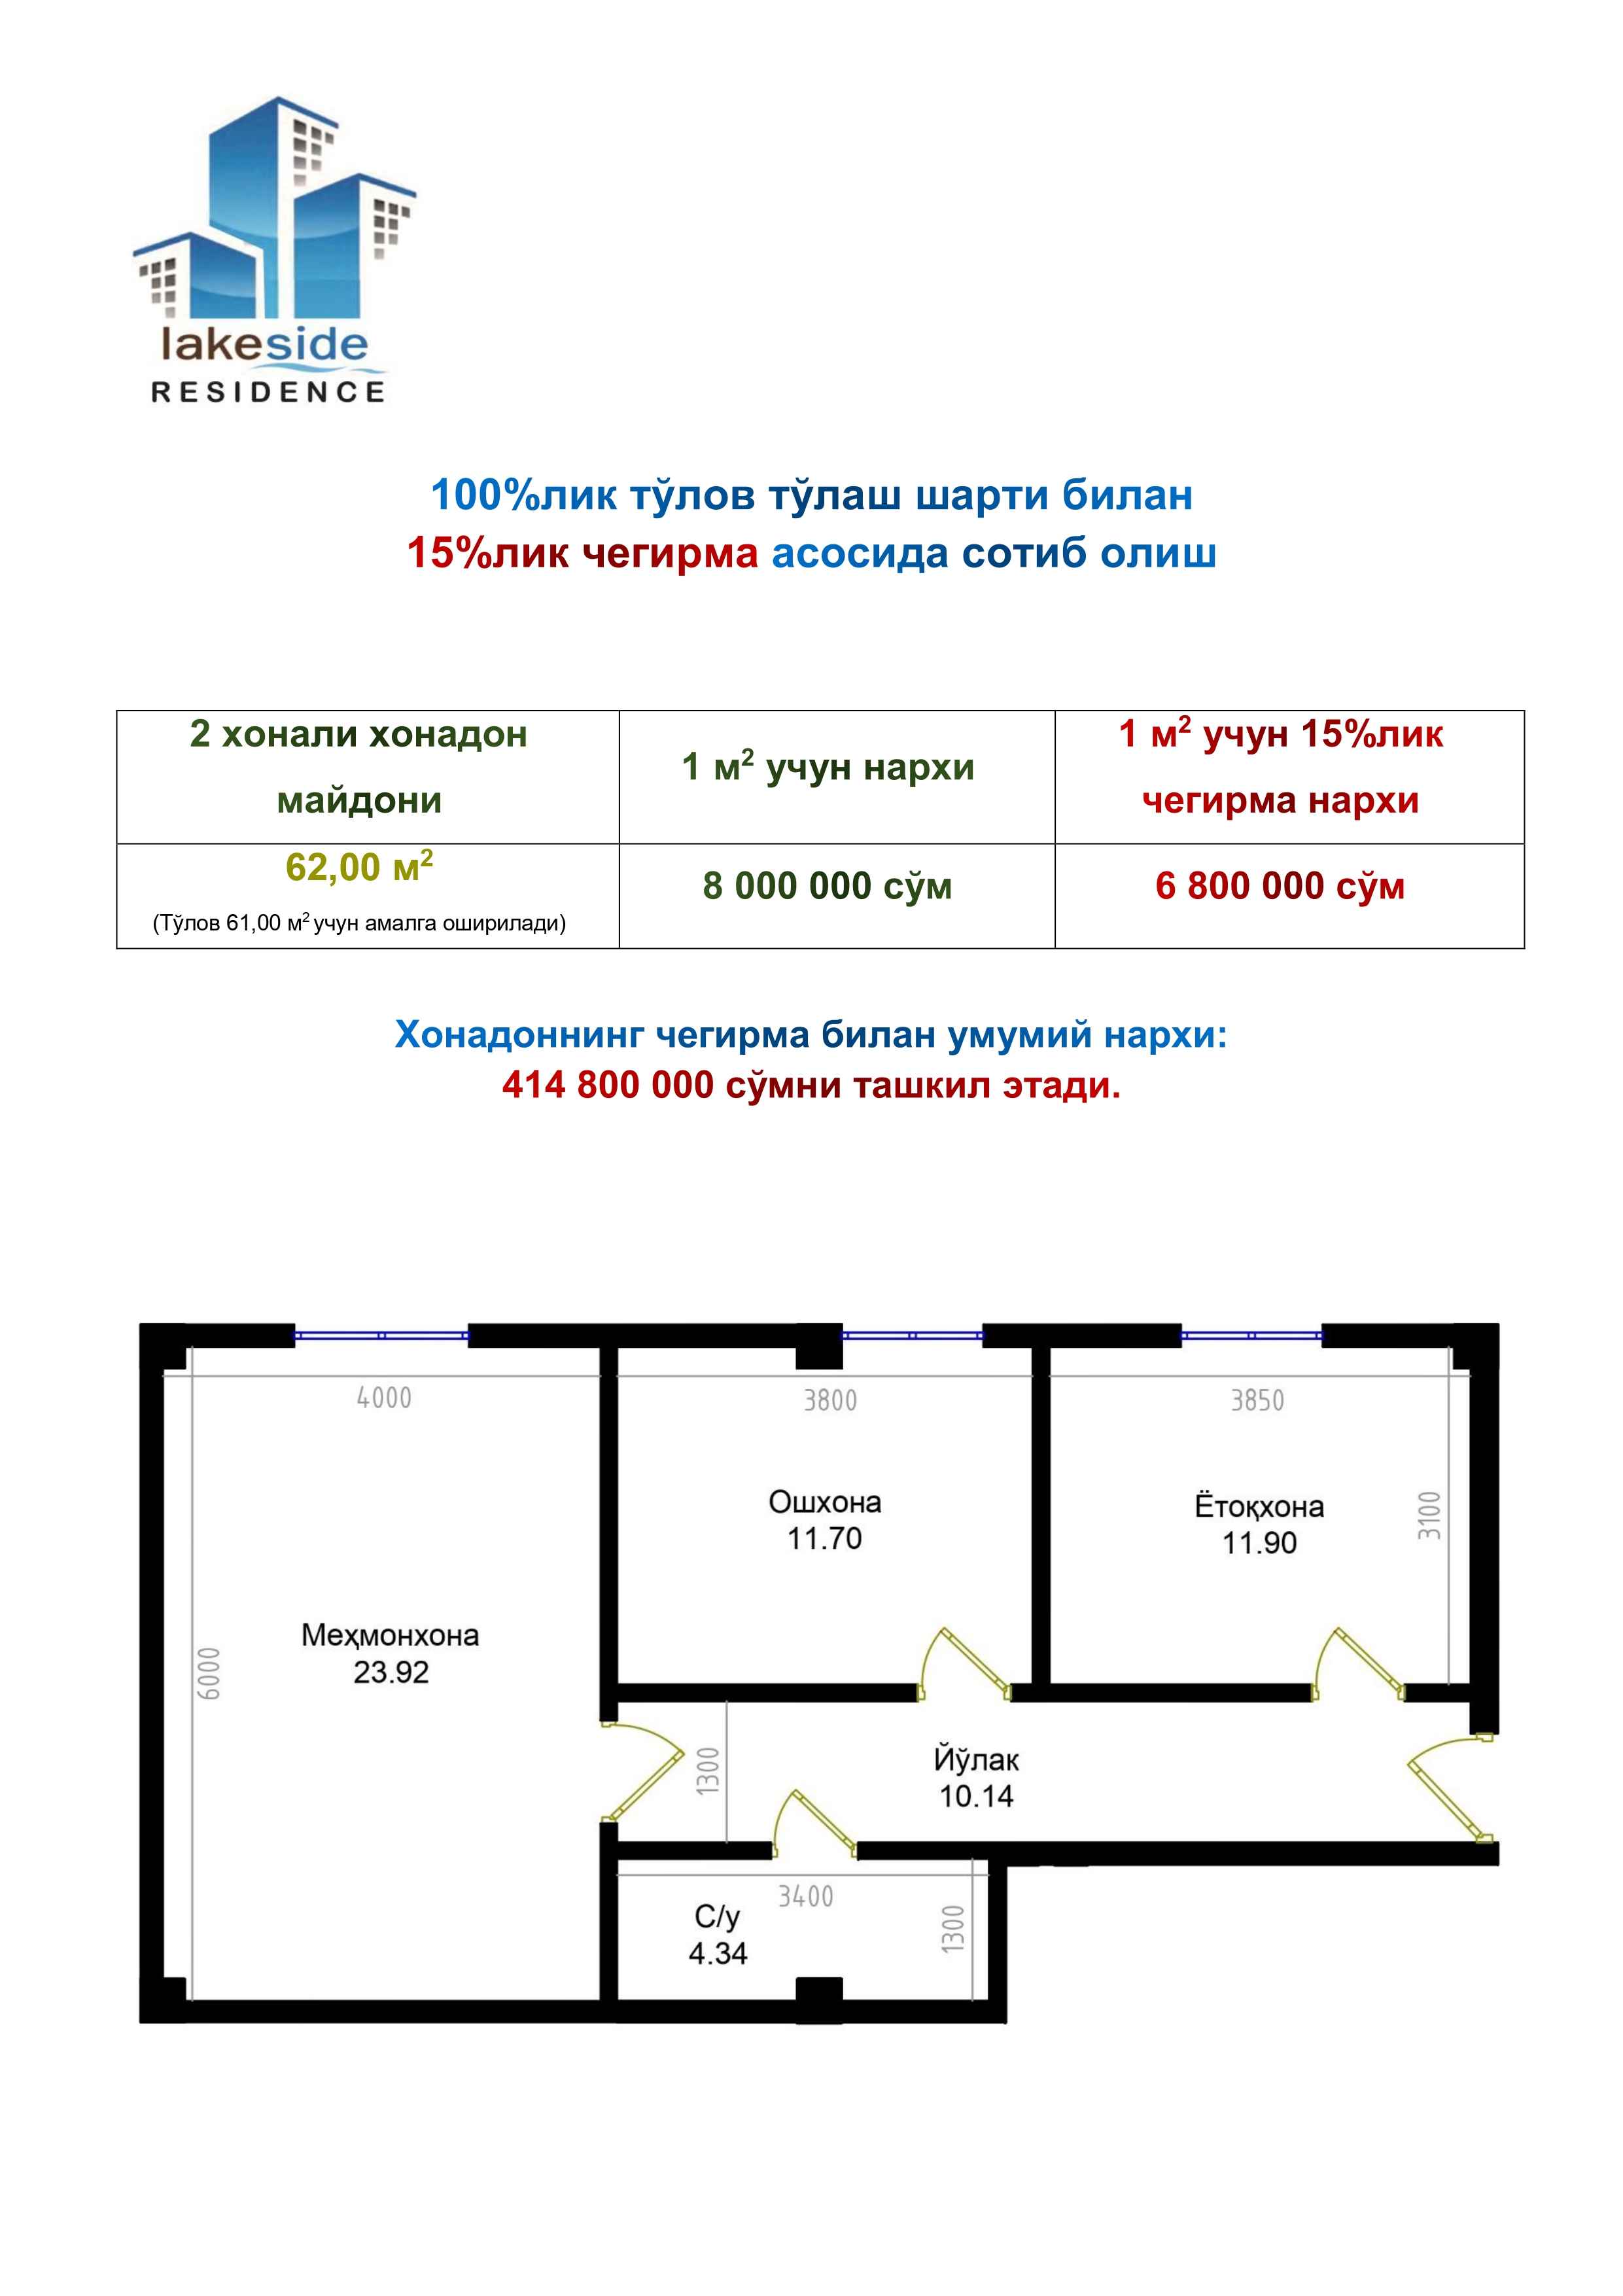 lakeside
RESIDENCE
100%лик тўлов тўлаш шарти билан
15%лик чегирма асосида сотиб олиш
2 хонали хонадон
майдони
1 м² учун нархи
1 м² учун 15%лик
чегирма нархи
62,00 м²
(Тўлов 61,00 м² учун амалга оширилади)
8 000 000 сўм
6 800 000 сўм
Хонадоннинг чегирма билан умумий нархи:
414 800 000 сўмни ташкил этади.
4000
3800
3850
Ошхона
11.70
Ётоқхона
11.90
3100
Меҳмонхона
23.92
6000
1300
Йўлак
10.14
3400
С/у
4.34
1300